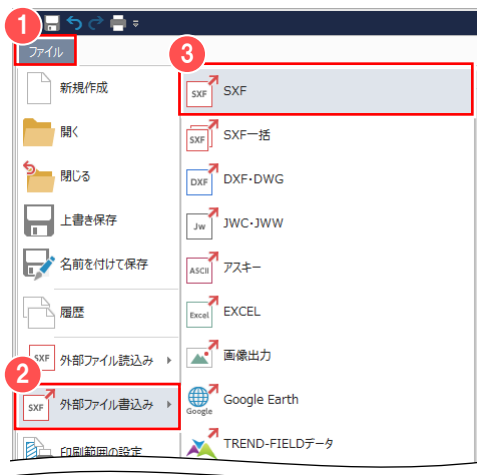 1
ファイル
3
新規作成
開く
閉じる
上書き保存
名前を付けて保存
履歴
SXF
外部ファイル読込み
2
SXF
外部ファイル書込み
印刷範囲の設定
SXF
SXF
SXF
SXF一括
DXF
DXF・DWG
Jw
JWC・JWW
ASCII
アスキー
Excel
EXCEL
画像出力
Google
Google Earth
TREND-FIELDデータ